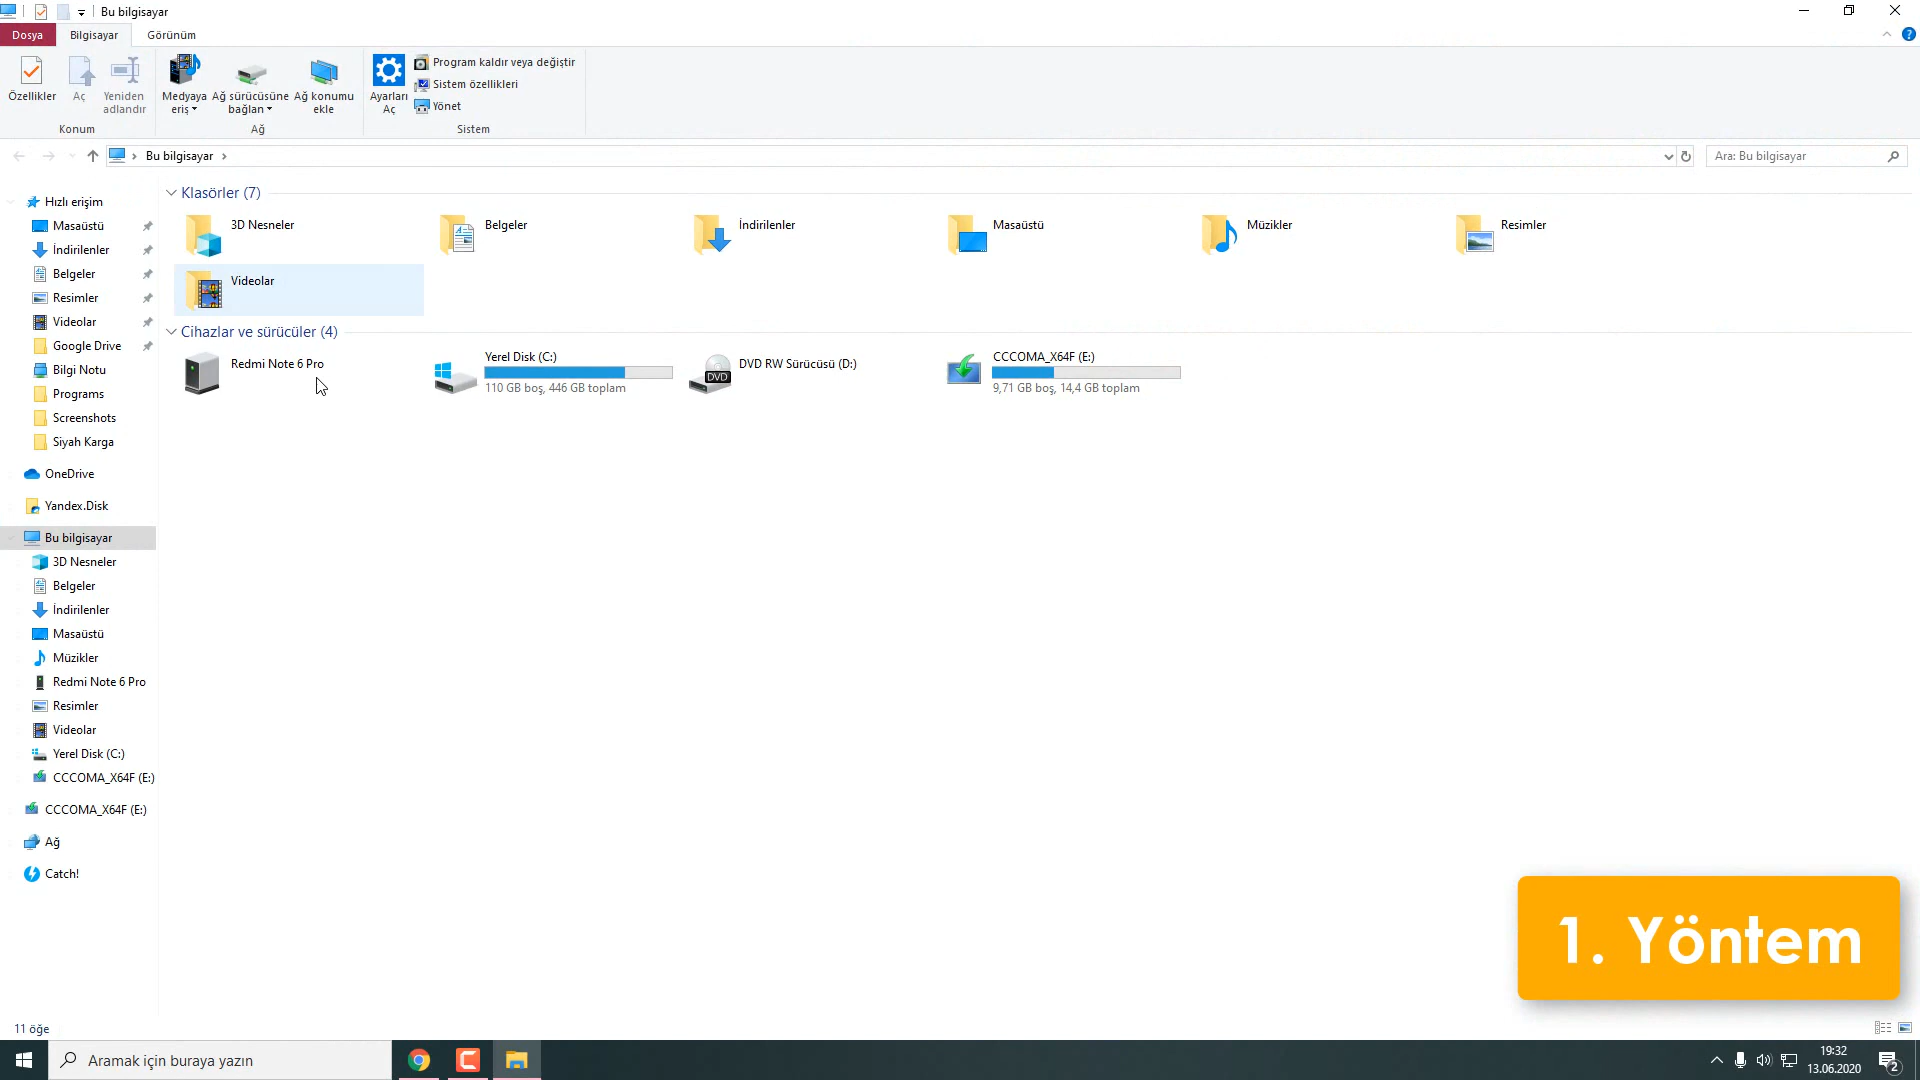 Bu bilgisayar
Dosya
Bilgisayar
Görünüm
Özellikler
Aç
Yeniden
adlandır
Konum
Medyaya
eriş
Ağ sürücüsüne
bağlan
Ağ konumu
ekle
Ağ
Ayarları
Aç
Program kaldır veya değiştir
Sistem özellikleri
Yönet
Sistem
Bu bilgisayar
Ara: Bu bilgisayar
Hızlı erişim
Masaüstü
İndirilenler
Belgeler
Resimler
Videolar
Google Drive
Bilgi Notu
Programs
Screenshots
Siyah Karga
OneDrive
Yandex.Disk
Bu bilgisayar
3D Nesneler
Belgeler
İndirilenler
Masaüstü
Müzikler
Redmi Note 6 Pro
Resimler
Videolar
Yerel Disk (C:)
CCCOMA_X64F (E:)
CCCOMA_X64F (E:)
Ağ
Catch!
Klasörler (7)
3D Nesneler
Belgeler
İndirilenler
Masaüstü
Müzikler
Resimler
Videolar
Cihazlar ve sürücüler (4)
Redmi Note 6 Pro
Yerel Disk (C:)
110 GB boş, 446 GB toplam
DVD
DVD RW Sürücüsü (D:)
CCCOMA_X64F (E:)
9,71 GB boş, 14,4 GB toplam
1. Yöntem
11 öğe
Aramak için buraya yazın
19:32
13.06.2020
2